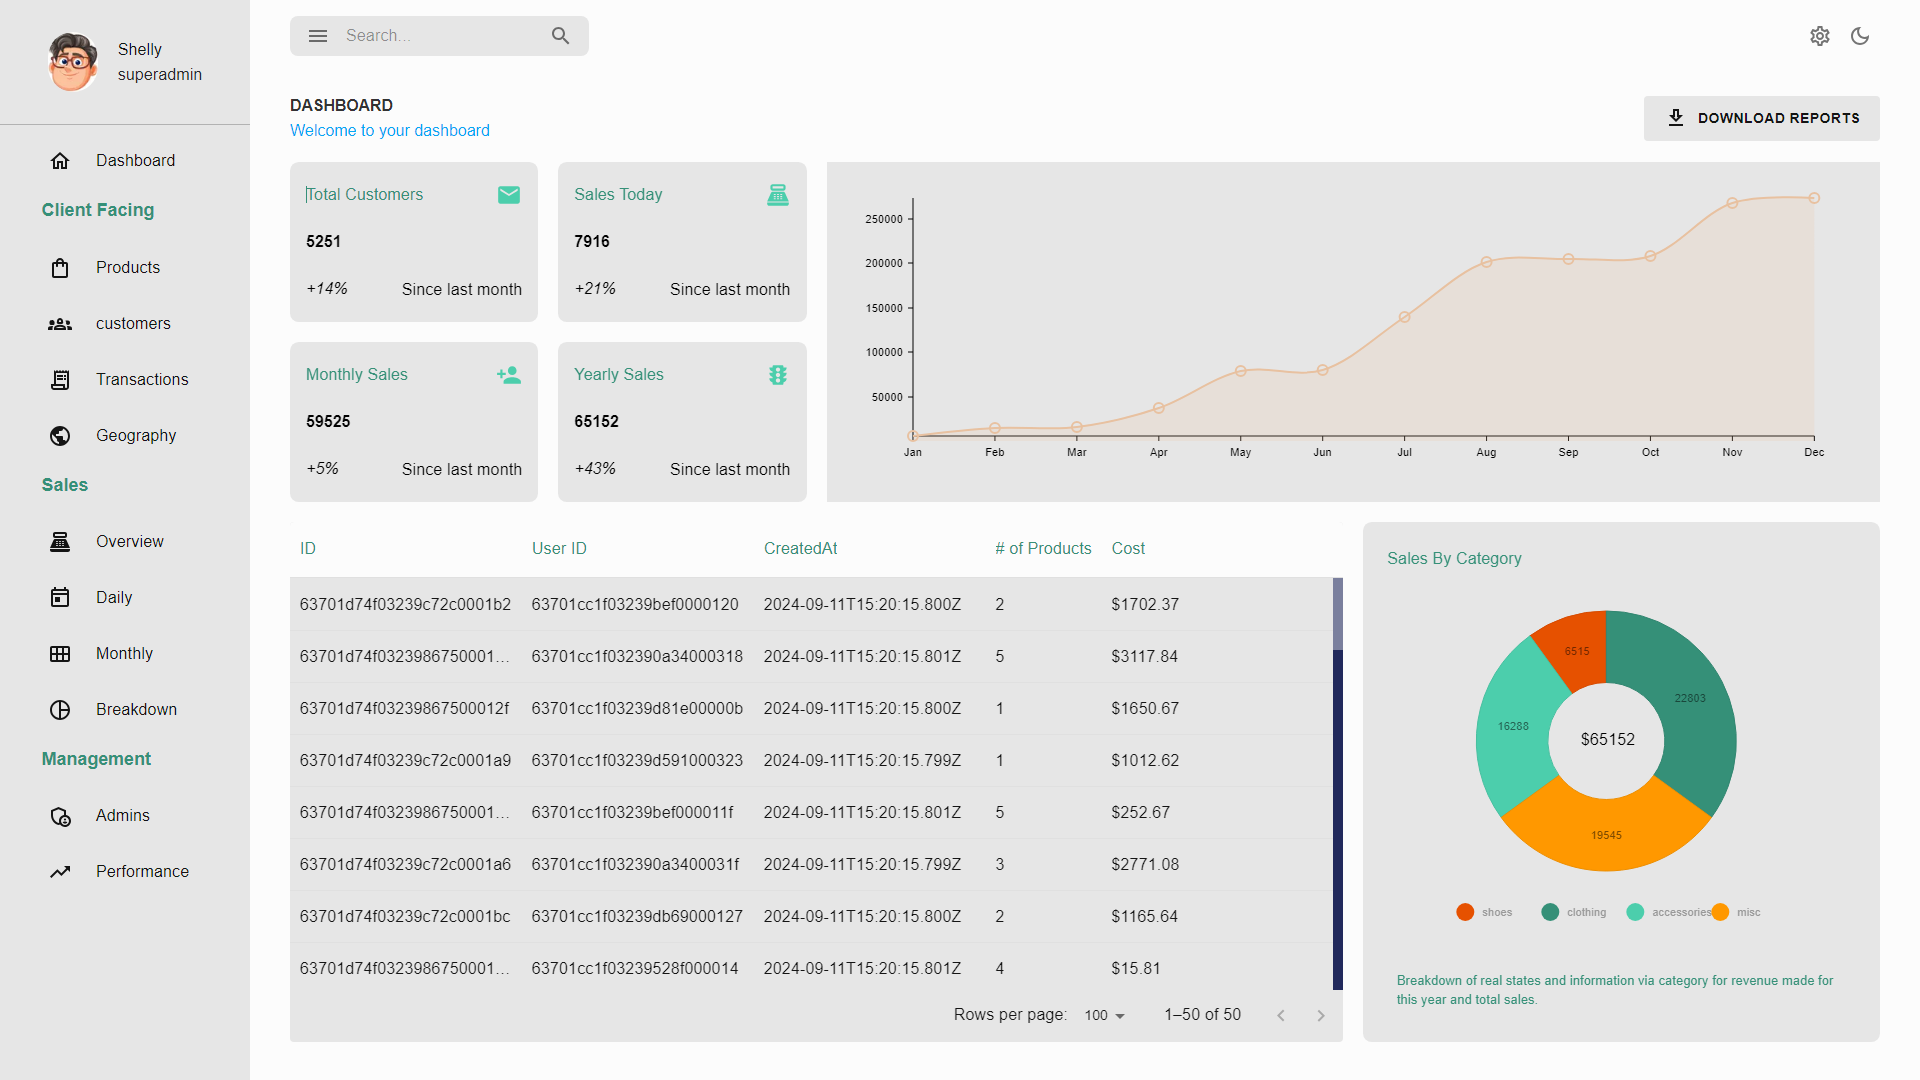 Shelly
superadmin
Dashboard
Client Facing
Products
customers
Transactions
Geography
Sales
Overview
Daily
Monthly
Breakdown
Management
Admins
Performance
Search...
DASHBOARD
Welcome to your dashboard
DOWNLOAD REPORTS
Total Customers
5251
+14% Since last month
Sales Today
7916
+21% Since last month
Monthly Sales
59525
+5% Since last month
Yearly Sales
65152
+43% Since last month
250000
200000
150000
100000
50000
Jan Feb Mar Apr May Jun Jul Aug Sep Oct Nov Dec
ID User ID CreatedAt # of Products Cost
63701d74f03239c72c0001b2 63701cc1f03239bef0000120 2024-09-11T15:20:15.800Z 2 $1702.37
63701d74f0323986750001... 63701cc1f032390a34000318 2024-09-11T15:20:15.801Z 5 $3117.84
63701d74f03239867500012f 63701cc1f03239d81e00000b 2024-09-11T15:20:15.800Z 1 $1650.67
63701d74f03239c72c0001a9 63701cc1f03239d591000323 2024-09-11T15:20:15.799Z 1 $1012.62
63701d74f0323986750001... 63701cc1f03239bef000011f 2024-09-11T15:20:15.801Z 5 $252.67
63701d74f03239c72c0001a6 63701cc1f032390a3400031f 2024-09-11T15:20:15.799Z 3 $2771.08
63701d74f03239c72c0001bc 63701cc1f03239db69000127 2024-09-11T15:20:15.800Z 2 $1165.64
63701d74f0323986750001... 63701cc1f03239528f000014 2024-09-11T15:20:15.801Z 4 $15.81
Rows per page: 100 1–50 of 50
Sales By Category
6515
22803
16288
$65152
19545
shoes clothing accessories misc
Breakdown of real states and information via category for revenue made for
this year and total sales.